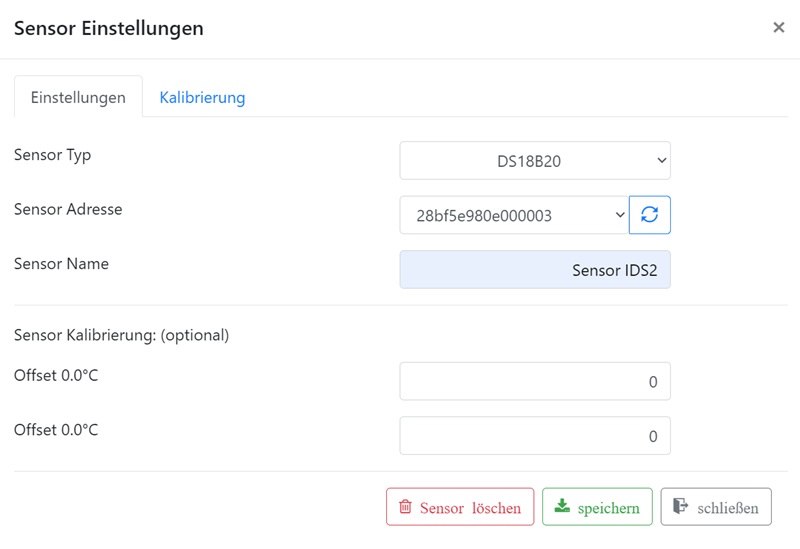 Sensor Einstellungen
Einstellungen Kalibrierung
Sensor Typ DS18B20
Sensor Adresse 28bf5e980e000003
Sensor Name Sensor IDS2
Sensor Kalibrierung: (optional)
Offset 0.0°C 0
Offset 0.0°C 0
Sensor löschen speichern schließen